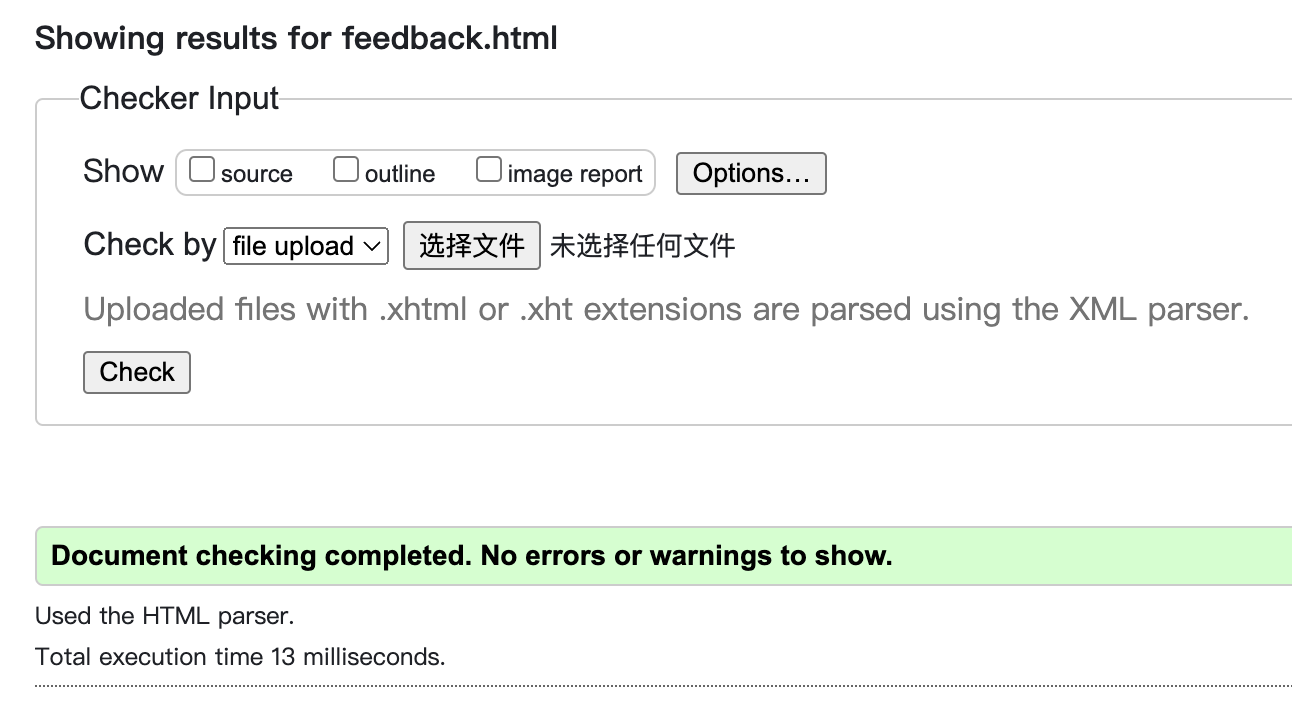 Showing results for feedback.html
Checker Input
Show source outline image report Options...
Check by file upload 选择文件 未选择任何文件
Uploaded files with .xhtml or .xht extensions are parsed using the XML parser.
Check
Document checking completed. No errors or warnings to show.
Used the HTML parser.
Total execution time 13 milliseconds.